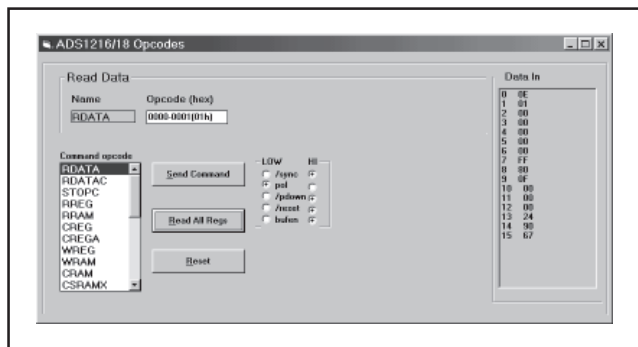 ADS1216/18 Opcodes
Read Data
Name Opcode (hex)
RDATA 0000-0001(01h)
Command opcode
RDATA
RDATAC
STOPC
RREG
RRAM
CREG
CREGA
WREG
WRAM
CRAM
CSRAMX
Send Command
Read All Regs
Reset
LOW HI
/sync
pol
/pdown
/reset
bufen
Data In
0 0E
1 01
2 00
3 00
4 00
5 00
6 00
7 FF
8 80
9 0F
10 00
11 00
12 00
13 24
14 90
15 67